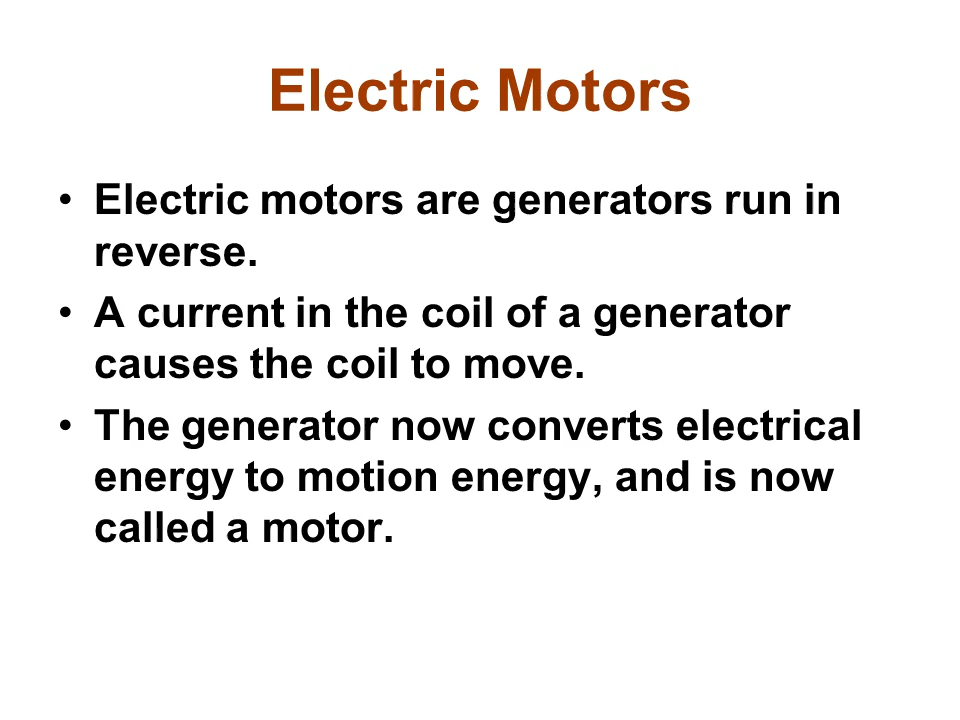 Electric Motors
• Electric motors are generators run in
reverse.
• A current in the coil of a generator
causes the coil to move.
• The generator now converts electrical
energy to motion energy, and is now
called a motor.